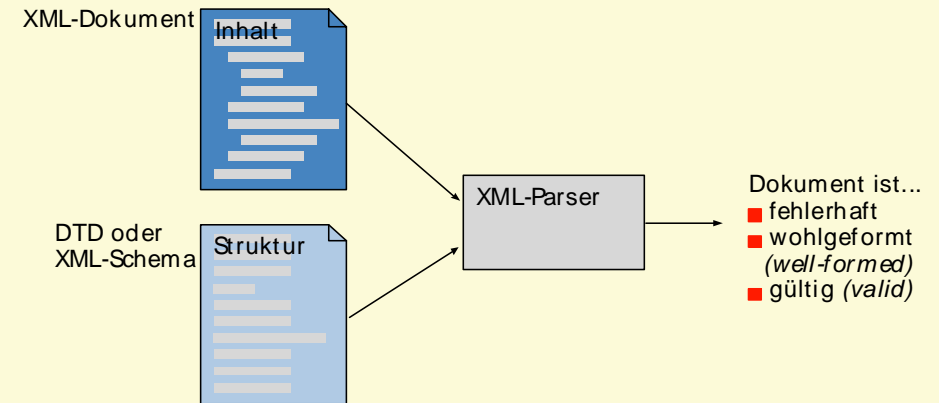 XML-Dokument
Inhalt
DTD oder
XML-Schema
Struktur
XML-Parser
Dokument ist...
fehlerhaft
wohlgeformt
(well-formed)
gültig (valid)